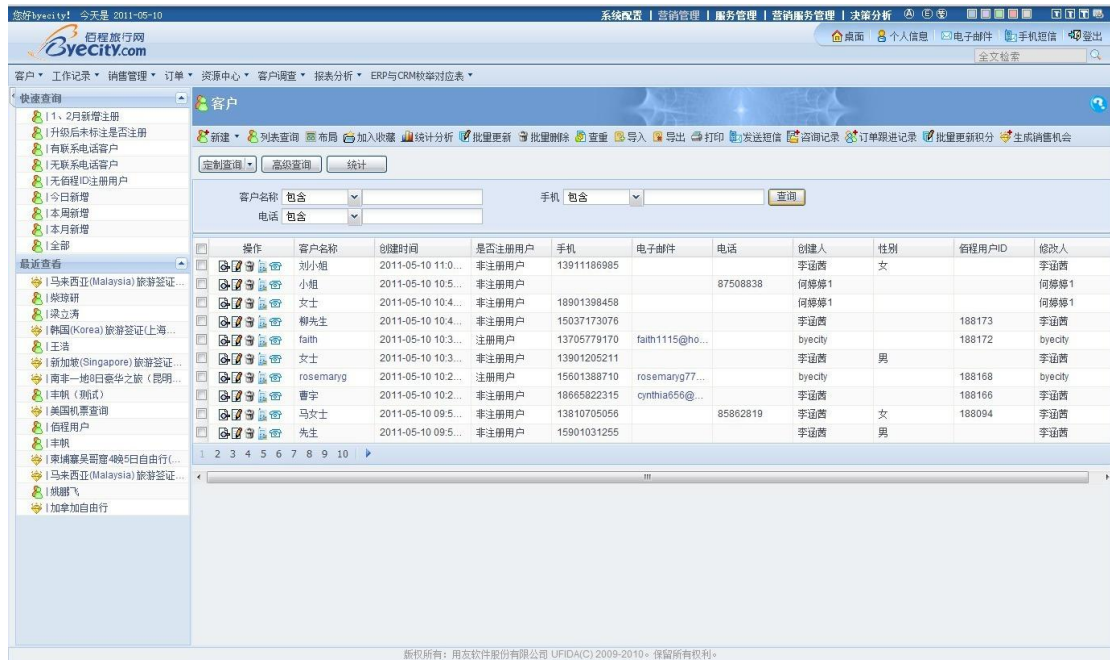 您好byecity! 今天是 2011-05-10
系统配置 | 营销管理 | 服务管理 | 营销服务管理 | 决策分析
桌面 个人信息 电子邮件 手机短信 登出
佰程旅行网
Byecity.com
全文检索
客户 工作记录 销售管理 订单 资源中心 客户调查 报表分析 ERP与CRM枚举对应表
快速查询
1、2月新增注册
升级后未标注是否注册
有联系电话客户
无联系电话客户
无佰程ID注册用户
今日新增
本周新增
本月新增
全部
最近查看
马来西亚(Malaysia)旅游签证...
柴琼研
梁立涛
韩国(Korea)旅游签证(上海...
王浩
新加坡(Singapore)旅游签证...
南非一地8日豪华之旅（昆明...
丰帆（测试）
美国机票查询
佰程用户
丰帆
柬埔寨吴哥窟4晚5日自由行(...
马来西亚(Malaysia)旅游签证...
姚鹏飞
加拿加自由行
客户
新建 列表查询 布局 加入收藏 统计分析 批量更新 批量删除 查重 导入 导出 打印 发送短信 咨询记录 订单跟进记录 批量更新积分 生成销售机会
定制查询 高级查询 统计
客户名称 包含 手机 包含 查询
电话 包含
操作 客户名称 创建时间 是否注册用户 手机 电子邮件 电话 创建人 性别 佰程用户ID 修改人
刘小姐 2011-05-10 11:0... 非注册用户 13911186985 李亚茜 女 李亚茜
小姐 2011-05-10 10:5... 非注册用户 87508838 何婷婷1 何婷婷1
女士 2011-05-10 10:4... 非注册用户 18901398458 何婷婷1 何婷婷1
柳先生 2011-05-10 10:4... 非注册用户 15037173076 李亚茜 188173 李亚茜
faith 2011-05-10 10:3... 注册用户 13705779170 faith1115@ho... byecity 188172 byecity
女士 2011-05-10 10:3... 非注册用户 13901205211 李亚茜 男 李亚茜
rosemaryg 2011-05-10 10:2... 注册用户 15601388710 rosemaryg77... byecity 188168 byecity
曹宇 2011-05-10 10:2... 非注册用户 18665822315 cynthia656@... 李亚茜 188166 李亚茜
马女士 2011-05-10 09:5... 非注册用户 13810705056 85862819 李亚茜 女 188094 李亚茜
先生 2011-05-10 09:5... 非注册用户 15901031255 李亚茜 男 李亚茜
1 2 3 4 5 6 7 8 9 10
版权所有：用友软件股份有限公司 UFIDA(C) 2009-2010。保留所有权利。